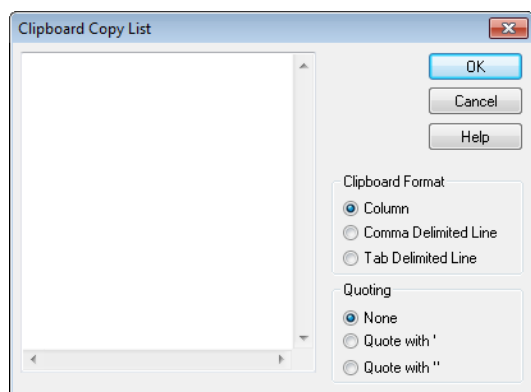 Clipboard Copy List
OK
Cancel
Help
Clipboard Format
Column
Comma Delimited Line
Tab Delimited Line
Quoting
None
Quote with '
Quote with "